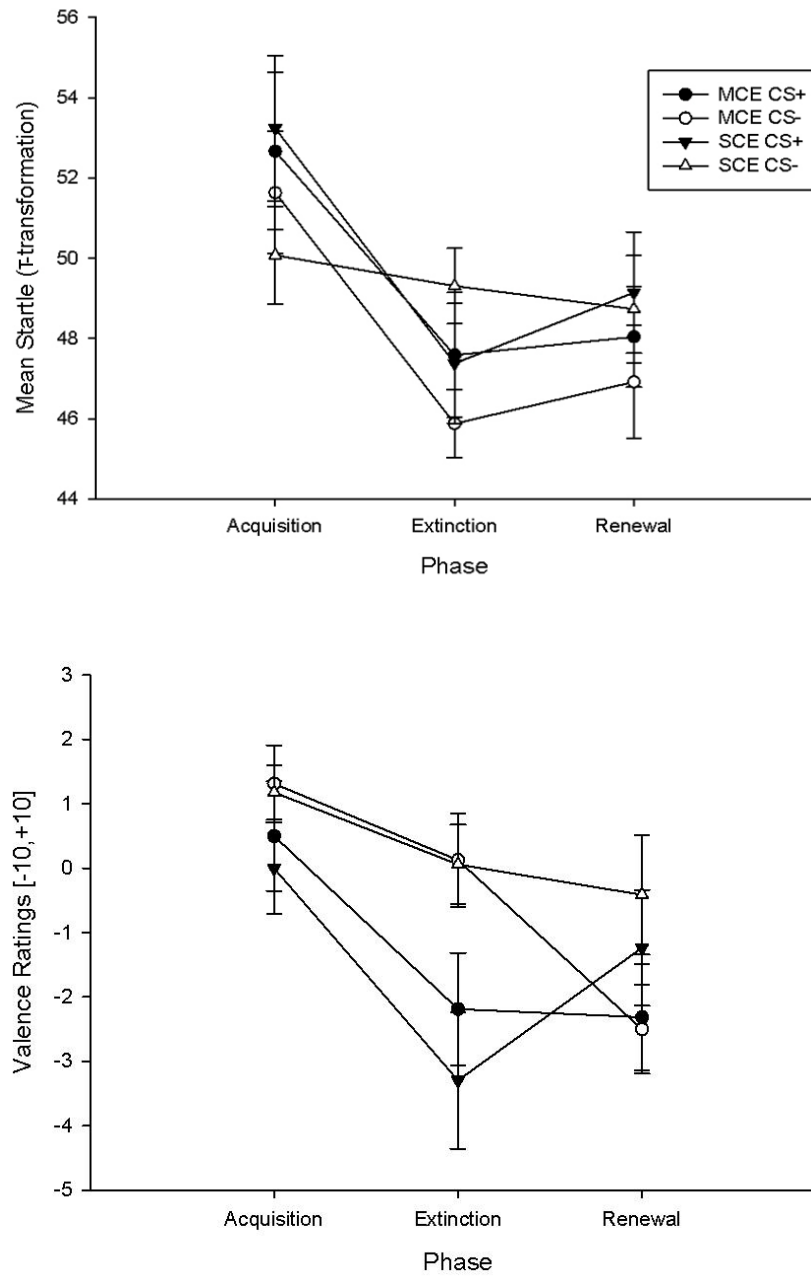 56
54
52
50
48
46
44
Mean Startle (T-transformation)
MCE CS+
MCE CS-
SCE CS+
SCE CS-
Acquisition Extinction Renewal
Phase
3
2
1
0
-1
-2
-3
-4
-5
Valence Ratings [-10,+10]
Acquisition Extinction Renewal
Phase